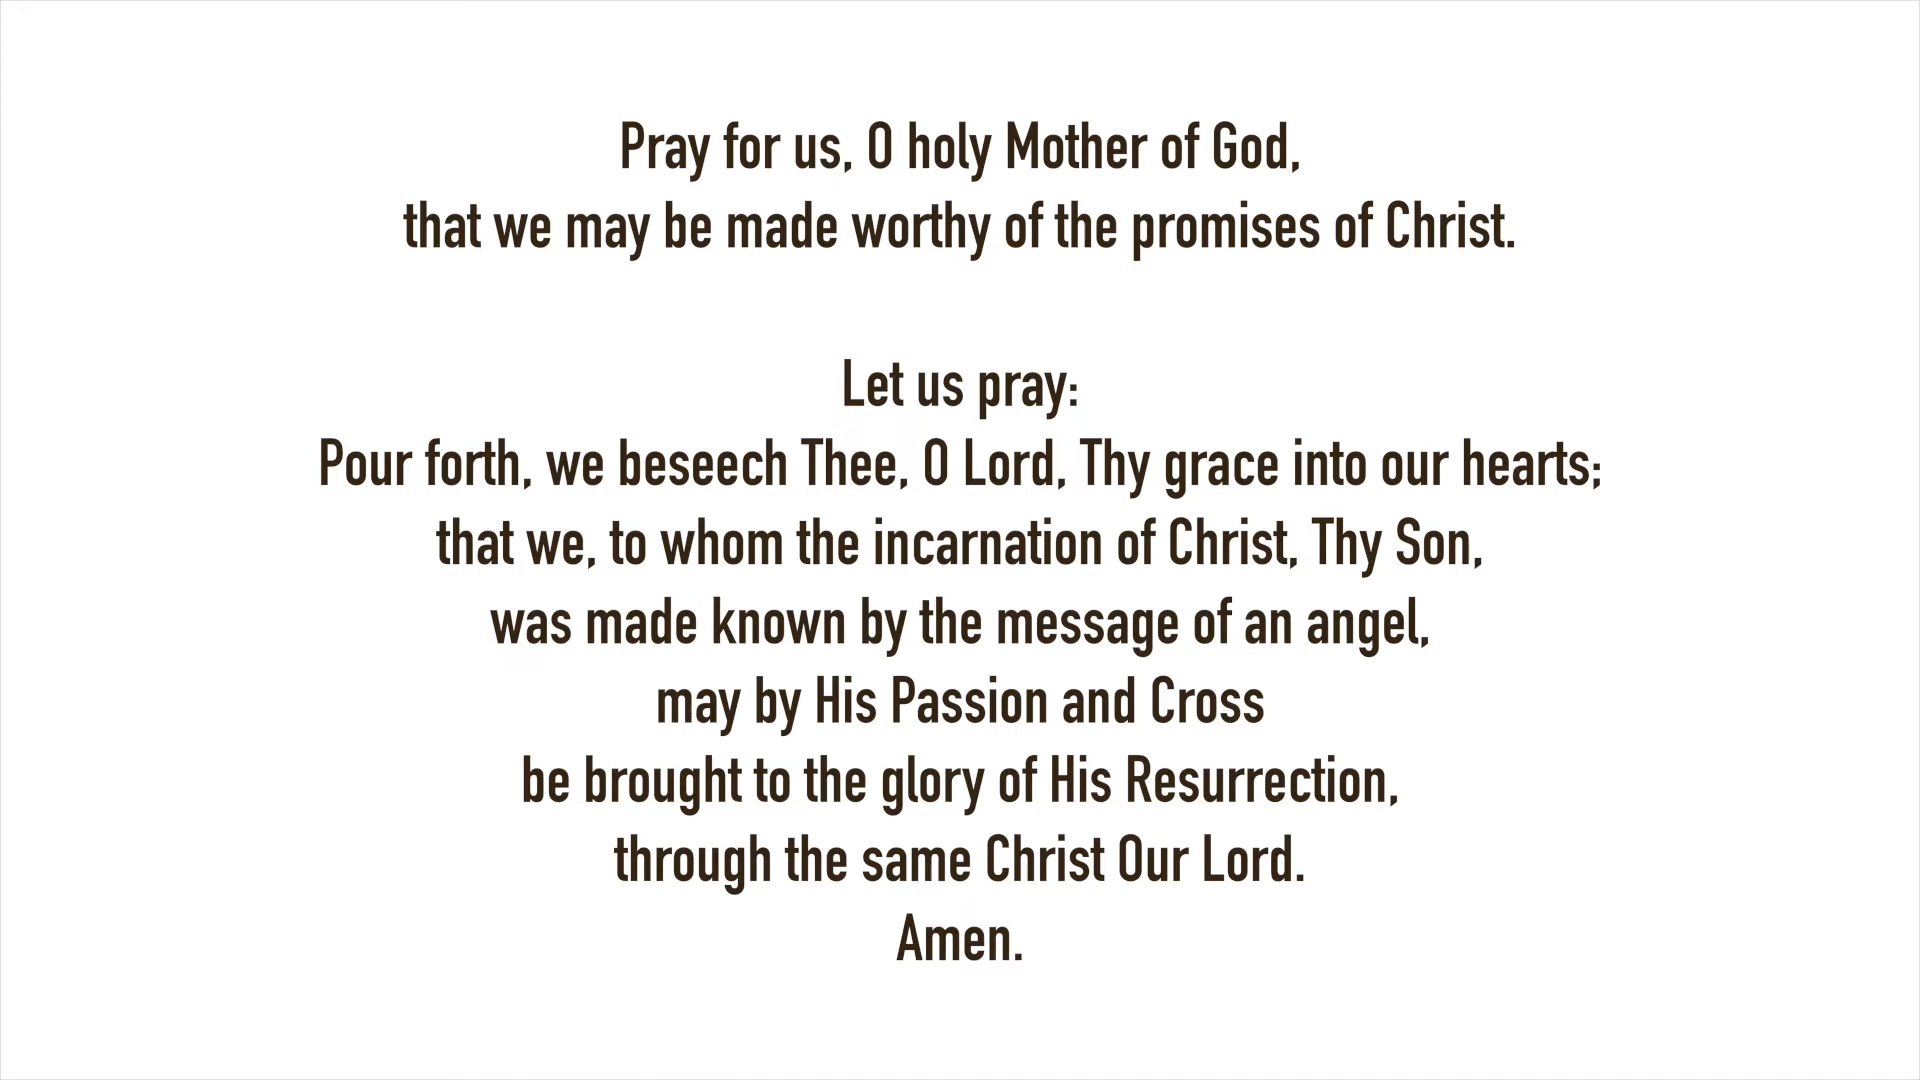 Pray for us, O holy Mother of God,
that we may be made worthy of the promises of Christ.
Let us pray:
Pour forth, we beseech Thee, O Lord, Thy grace into our hearts;
that we, to whom the incarnation of Christ, Thy Son,
was made known by the message of an angel,
may by His Passion and Cross
be brought to the glory of His Resurrection,
through the same Christ Our Lord.
Amen.